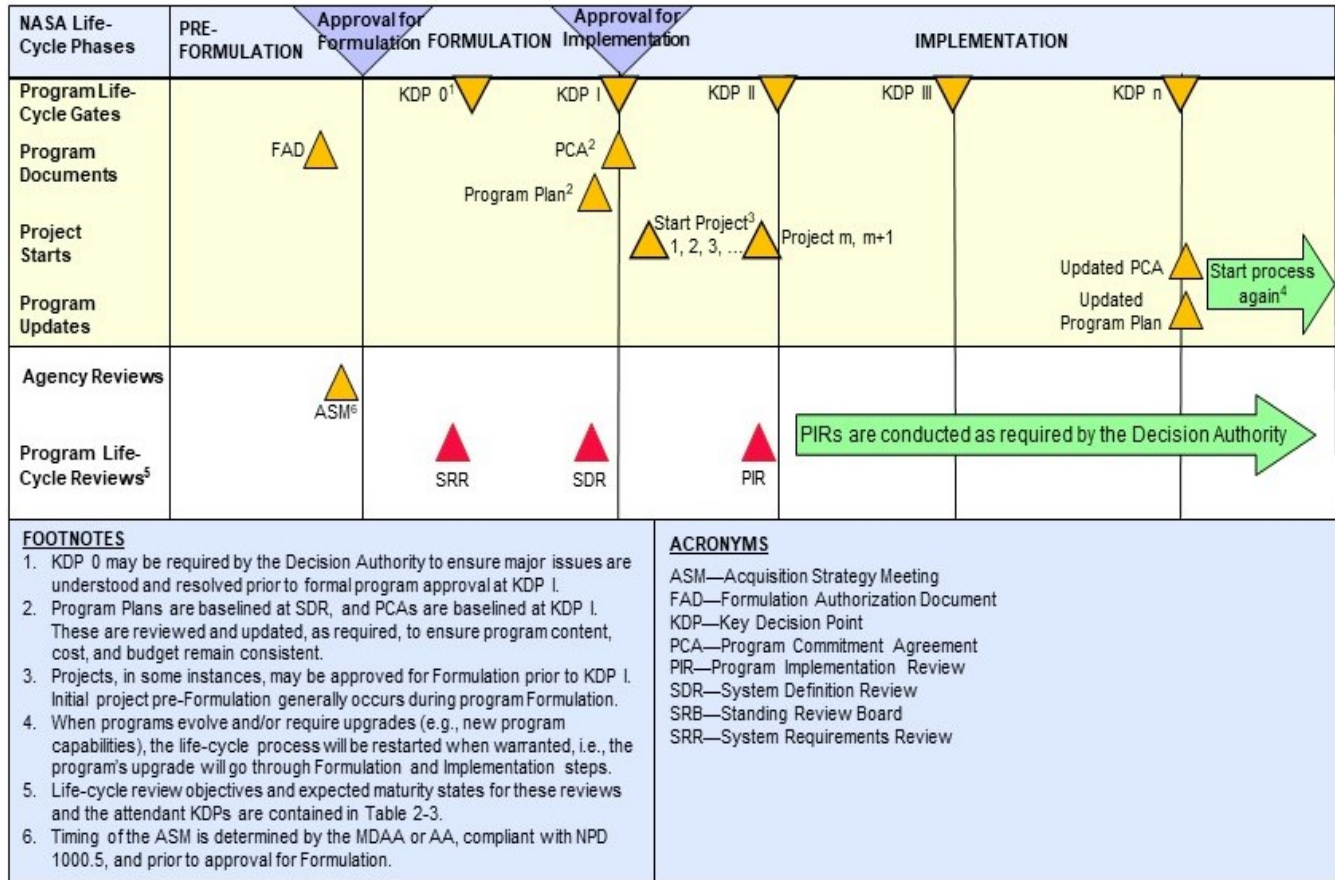 NASA Life-
Cycle Phases
PRE-
FORMULATION
Approval for
Formulation
FORMULATION
Approval for
Implementation
IMPLEMENTATION
Program Life-
Cycle Gates
KDP 0¹
KDP I
KDP II
KDP III
KDP n
Program
Documents
FAD
PCA²
Program Plan²
Project
Starts
Start Project³
1, 2, 3, ...
Project m, m+1
Program
Updates
Updated PCA
Updated
Program Plan
Start process
again⁴
Agency Reviews
ASM⁶
Program Life-
Cycle Reviews⁵
SRR
SDR
PIR
PIRs are conducted as required by the Decision Authority
FOOTNOTES
1. KDP 0 may be required by the Decision Authority to ensure major issues are
understood and resolved prior to formal program approval at KDP I.
2. Program Plans are baselined at SDR, and PCAs are baselined at KDP I.
These are reviewed and updated, as required, to ensure program content,
cost, and budget remain consistent.
3. Projects, in some instances, may be approved for Formulation prior to KDP I.
Initial project pre-Formulation generally occurs during program Formulation.
4. When programs evolve and/or require upgrades (e.g., new program
capabilities), the life-cycle process will be restarted when warranted, i.e., the
program's upgrade will go through Formulation and Implementation steps.
5. Life-cycle review objectives and expected maturity states for these reviews
and the attendant KDPs are contained in Table 2-3.
6. Timing of the ASM is determined by the MDAA or AA, compliant with NPD
1000.5, and prior to approval for Formulation.
ACRONYMS
ASM—Acquisition Strategy Meeting
FAD—Formulation Authorization Document
KDP—Key Decision Point
PCA—Program Commitment Agreement
PIR—Program Implementation Review
SDR—System Definition Review
SRB—Standing Review Board
SRR—System Requirements Review